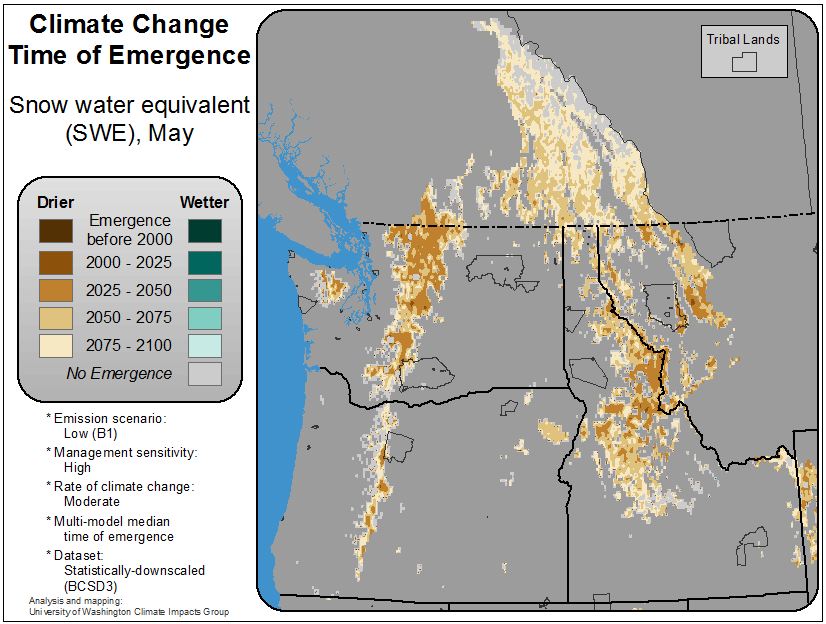 Climate Change
Time of Emergence
Snow water equivalent
(SWE), May
Tribal Lands
Drier Wetter
Emergence
before 2000
2000 - 2025
2025 - 2050
2050 - 2075
2075 - 2100
No Emergence
* Emission scenario:
Low (B1)
* Management sensitivity:
High
* Rate of climate change:
Moderate
* Multi-model median
time of emergence
* Dataset:
Statistically-downscaled
(BCSD3)
Analysis and mapping:
University of Washington Climate Impacts Group